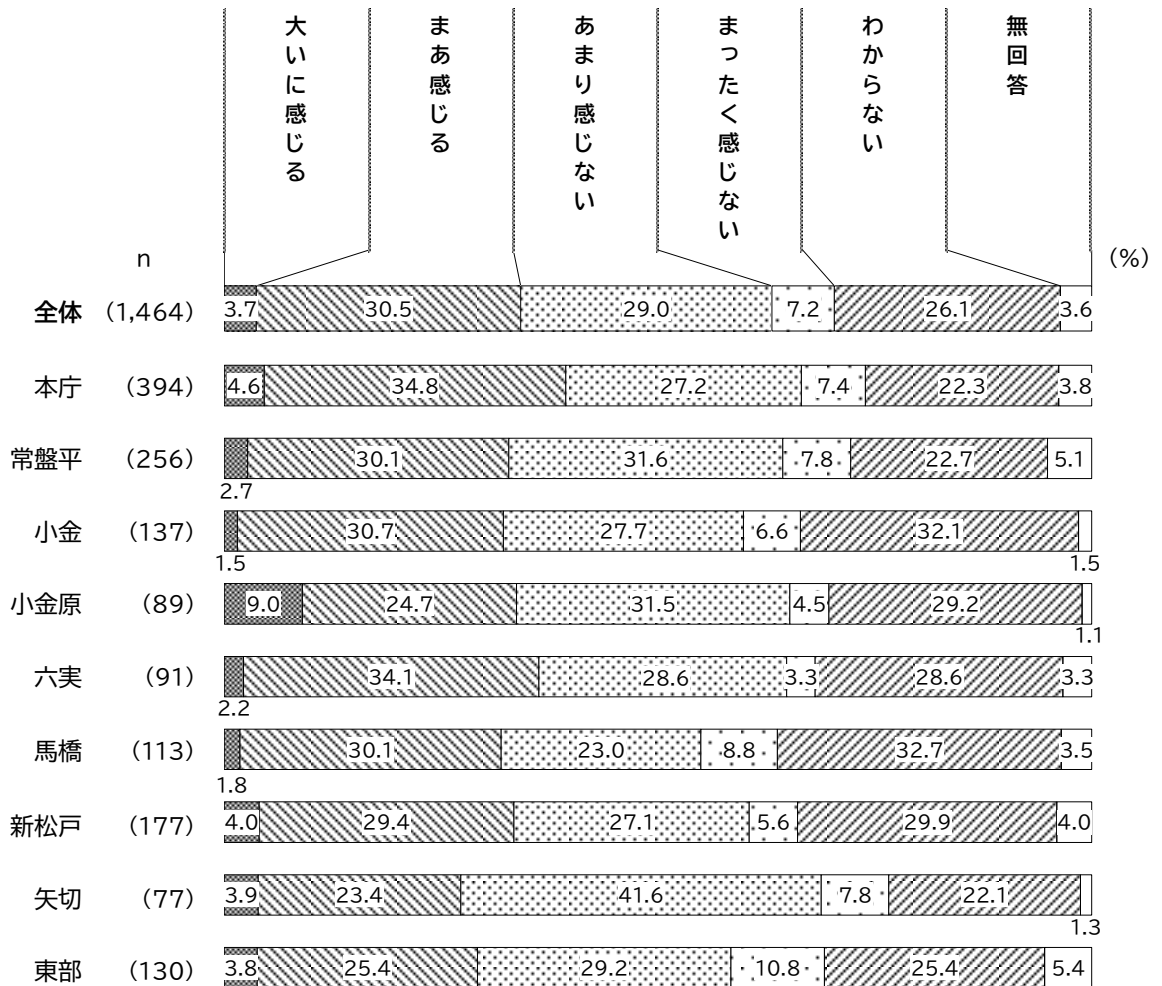 大いに感じる
まあ感じる
あまり感じない
まったく感じない
わからない
無回答
n
(%)
全体 (1,464) 3.7 30.5 29.0 7.2 26.1 3.6
本庁 (394) 4.6 34.8 27.2 7.4 22.3 3.8
常盤平 (256) 2.7 30.1 31.6 7.8 22.7 5.1
小金 (137) 1.5 30.7 27.7 6.6 32.1 1.5
小金原 (89) 9.0 24.7 31.5 4.5 29.2 1.1
六実 (91) 2.2 34.1 28.6 3.3 28.6 3.3
馬橋 (113) 1.8 30.1 23.0 8.8 32.7 3.5
新松戸 (177) 4.0 29.4 27.1 5.6 29.9 4.0
矢切 (77) 3.9 23.4 41.6 7.8 22.1 1.3
東部 (130) 3.8 25.4 29.2 10.8 25.4 5.4